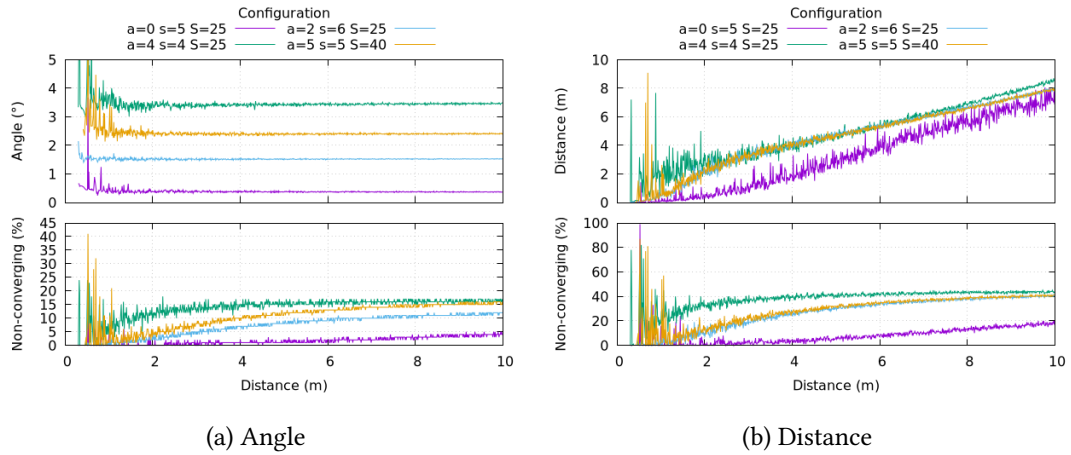 Configuration
a=0 s=5 S=25 a=2 s=6 S=25
a=4 s=4 S=25 a=5 s=5 S=40
5
4
3
2
1
0
Angle (°)
45
40
35
30
25
20
15
10
5
0
Non-converging (%)
0 2 4 6 8 10
Distance (m)
(a) Angle
Configuration
a=0 s=5 S=25 a=2 s=6 S=25
a=4 s=4 S=25 a=5 s=5 S=40
10
8
6
4
2
0
Distance (m)
100
80
60
40
20
0
Non-converging (%)
0 2 4 6 8 10
Distance (m)
(b) Distance